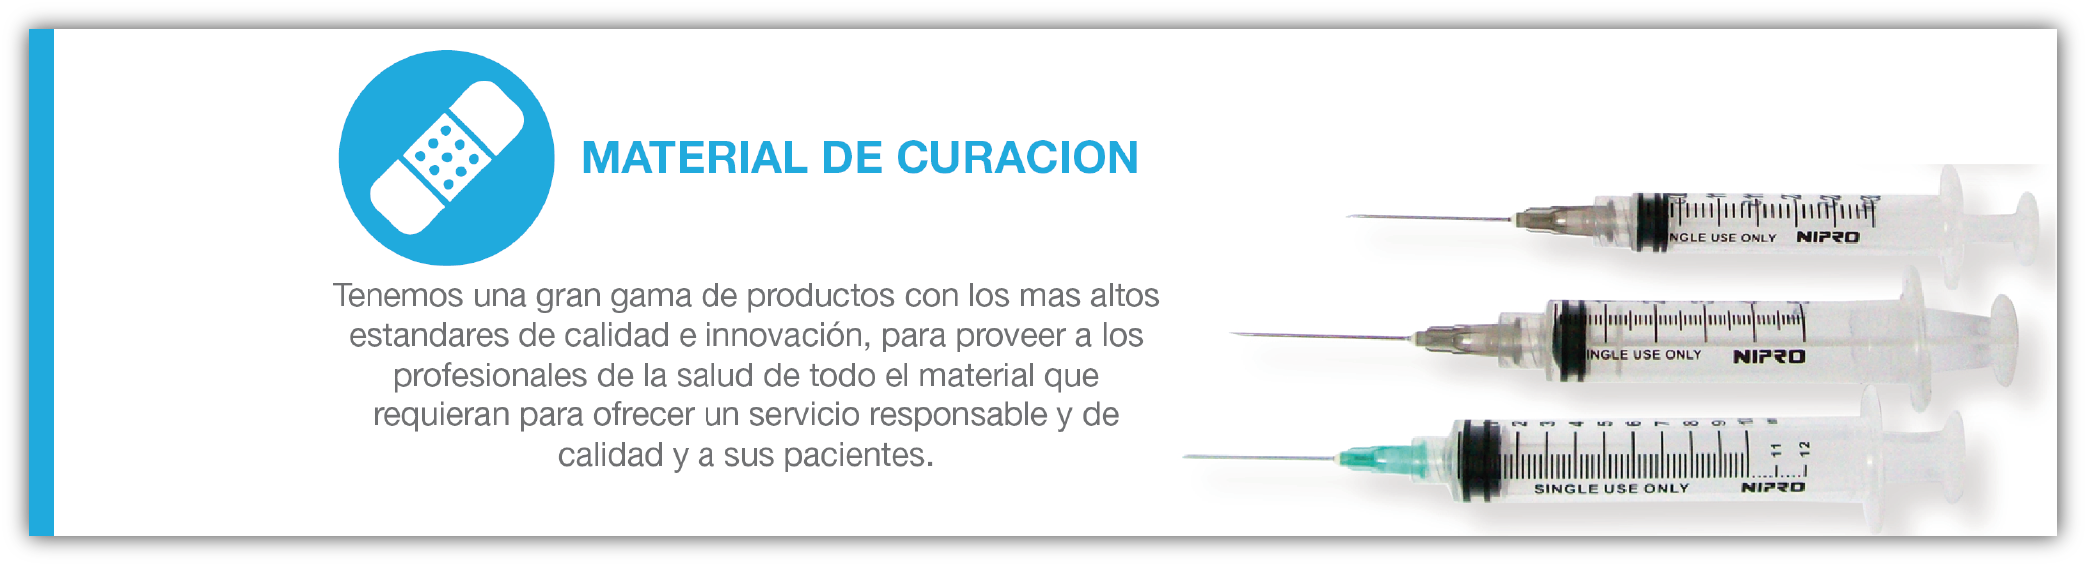 MATERIAL DE CURACION
Tenemos una gran gama de productos con los mas altos
estandares de calidad e innovación, para proveer a los
profesionales de la salud de todo el material que
requieran para ofrecer un servicio responsable y de
calidad y a sus pacientes.
NGLE USE ONLY NIPRO
INGLE USE ONLY NIPRO
2 3 4 5 6 7 8 9 10
11 12
SINGLE USE ONLY NIPRO